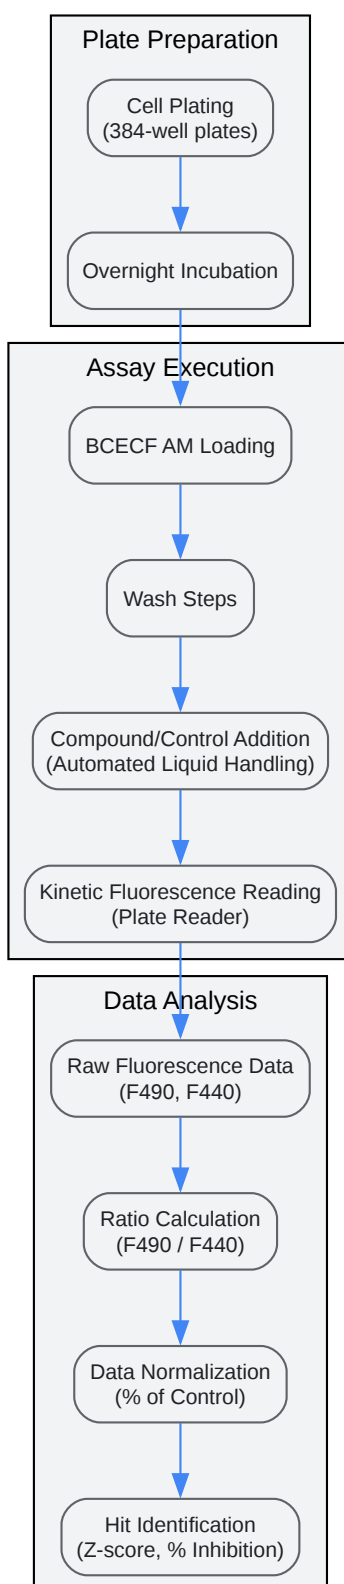 Plate Preparation
Cell Plating
(384-well plates)
Overnight Incubation
Assay Execution
BCECF AM Loading
Wash Steps
Compound/Control Addition
(Automated Liquid Handling)
Kinetic Fluorescence Reading
(Plate Reader)
Data Analysis
Raw Fluorescence Data
(F490, F440)
Ratio Calculation
(F490 / F440)
Data Normalization
(% of Control)
Hit Identification
(Z-score, % Inhibition)